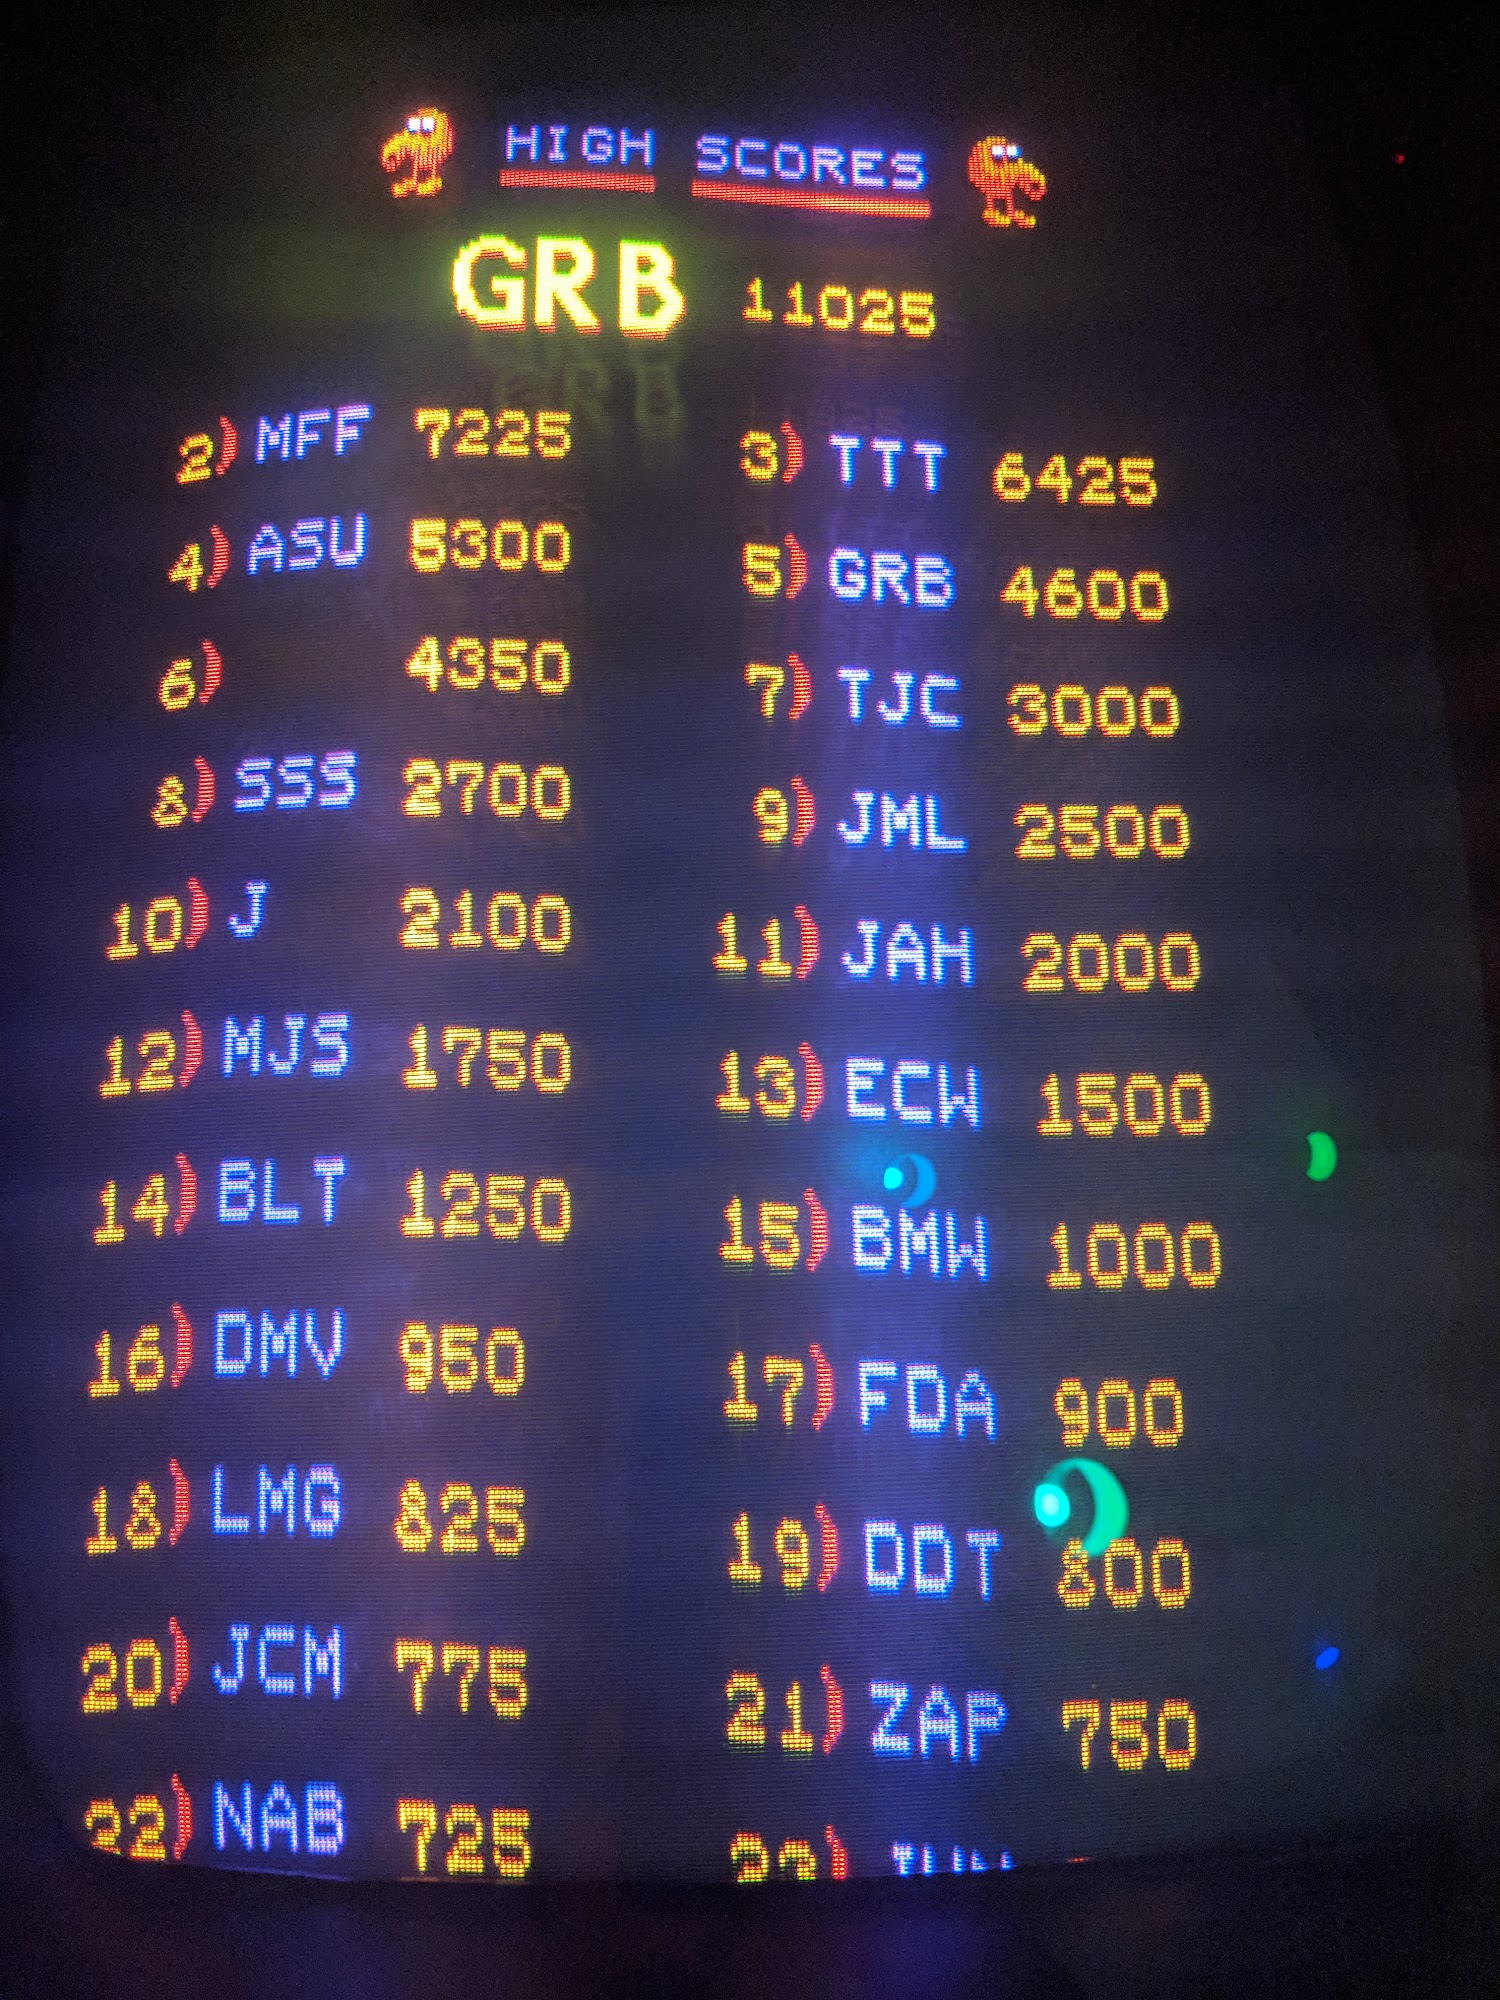 HIGH SCORES
GRB 11025
2) MFF 7225 3) TTT 6425
4) ASU 5300 5) GRB 4600
6) 4350 7) TJC 3000
8) SSS 2700 9) JML 2500
10) J 2100 11) JAH 2000
12) MJS 1750 13) ECW 1500
14) BLT 1250 15) BMW 1000
16) DMV 950 17) FDA 900
18) LMG 825 19) DDT 800
20) JCM 775 21) ZAP 750
22) NAB 725 23)